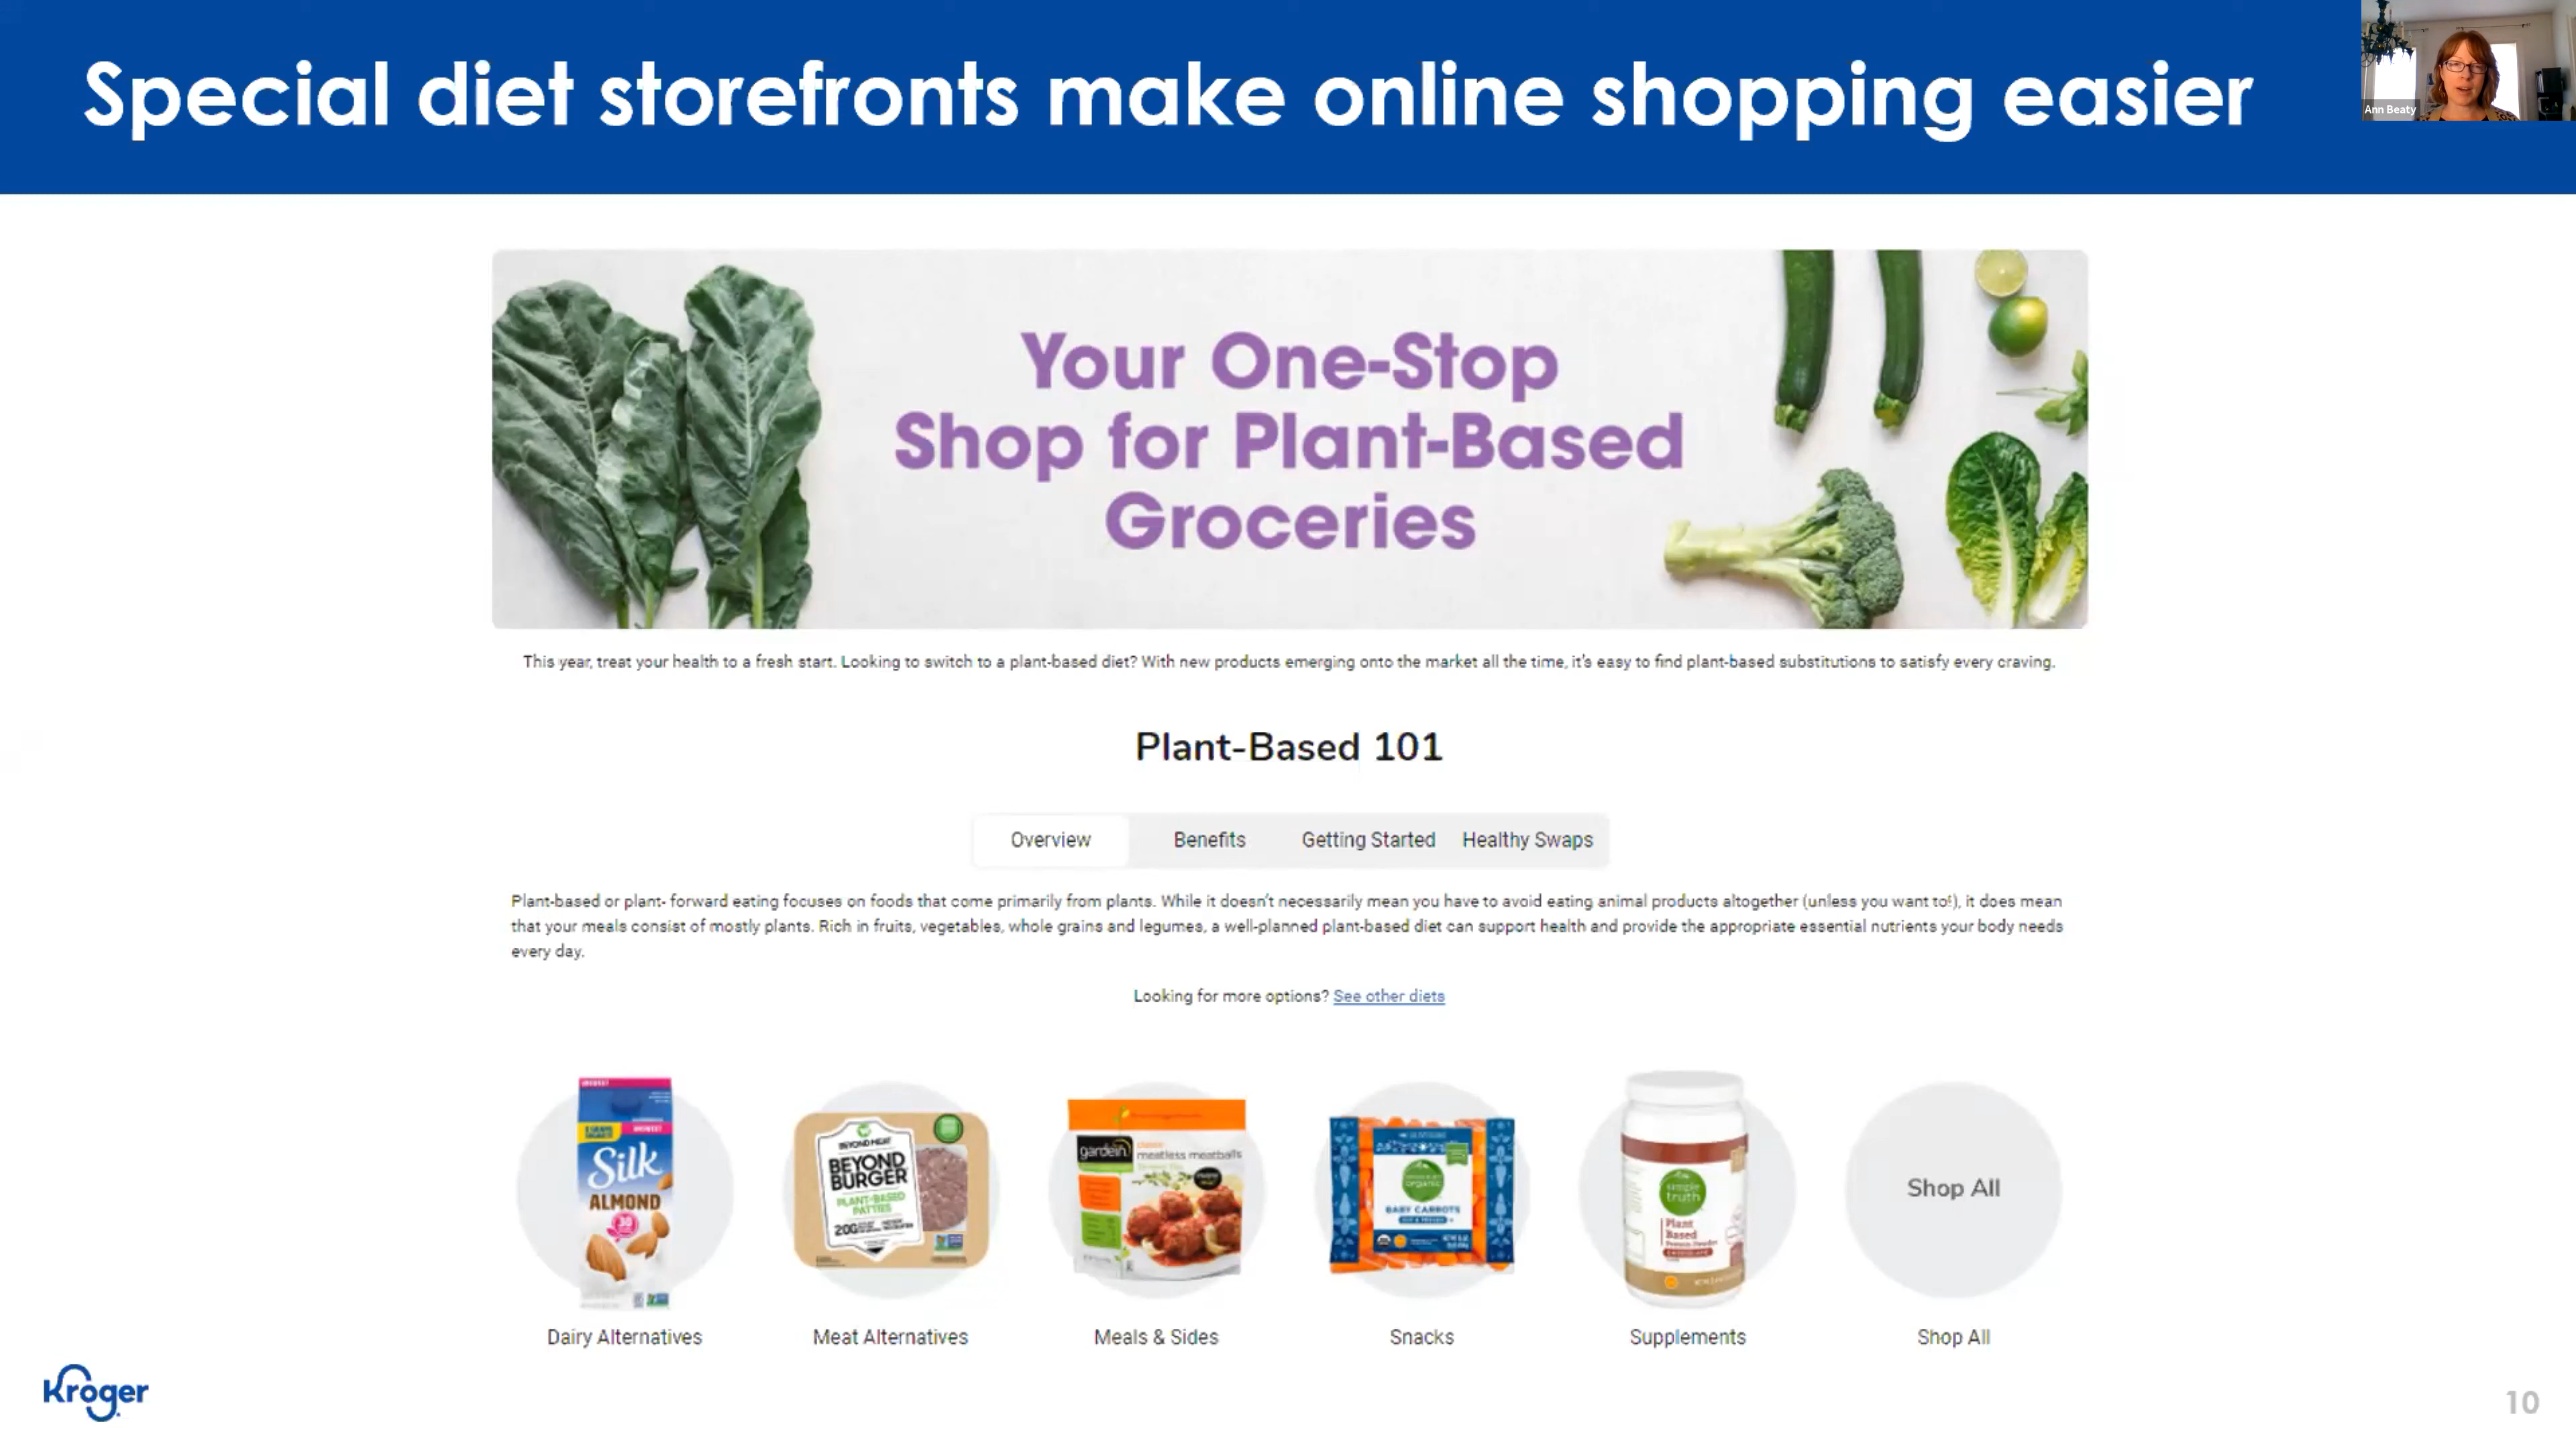 Special diet storefronts make online shopping easier
Ann Beaty
Your One-Stop
Shop for Plant-Based
Groceries
This year, treat your health to a fresh start. Looking to switch to a plant-based diet? With new products emerging onto the market all the time, it's easy to find plant-based substitutions to satisfy every craving.
Plant-Based 101
Overview Benefits Getting Started Healthy Swaps
Plant-based or plant- forward eating focuses on foods that come primarily from plants. While it doesn't necessarily mean you have to avoid eating animal products altogether (unless you want to!), it does mean
that your meals consist of mostly plants. Rich in fruits, vegetables, whole grains and legumes, a well-planned plant-based diet can support health and provide the appropriate essential nutrients your body needs
every day.
Looking for more options? See other diets
Silk
ALMOND
30
BEYOND MEAT
BEYOND
BURGER
PLANT-BASED
PATTIES
20G
gardein
classic
meatless meatballs
ORGANIC
BABY CARROTS
simple
truth
Plant
Based
Protein Powder
CHOCOLATE
Shop All
Dairy Alternatives Meat Alternatives Meals & Sides Snacks Supplements Shop All
Kroger
10